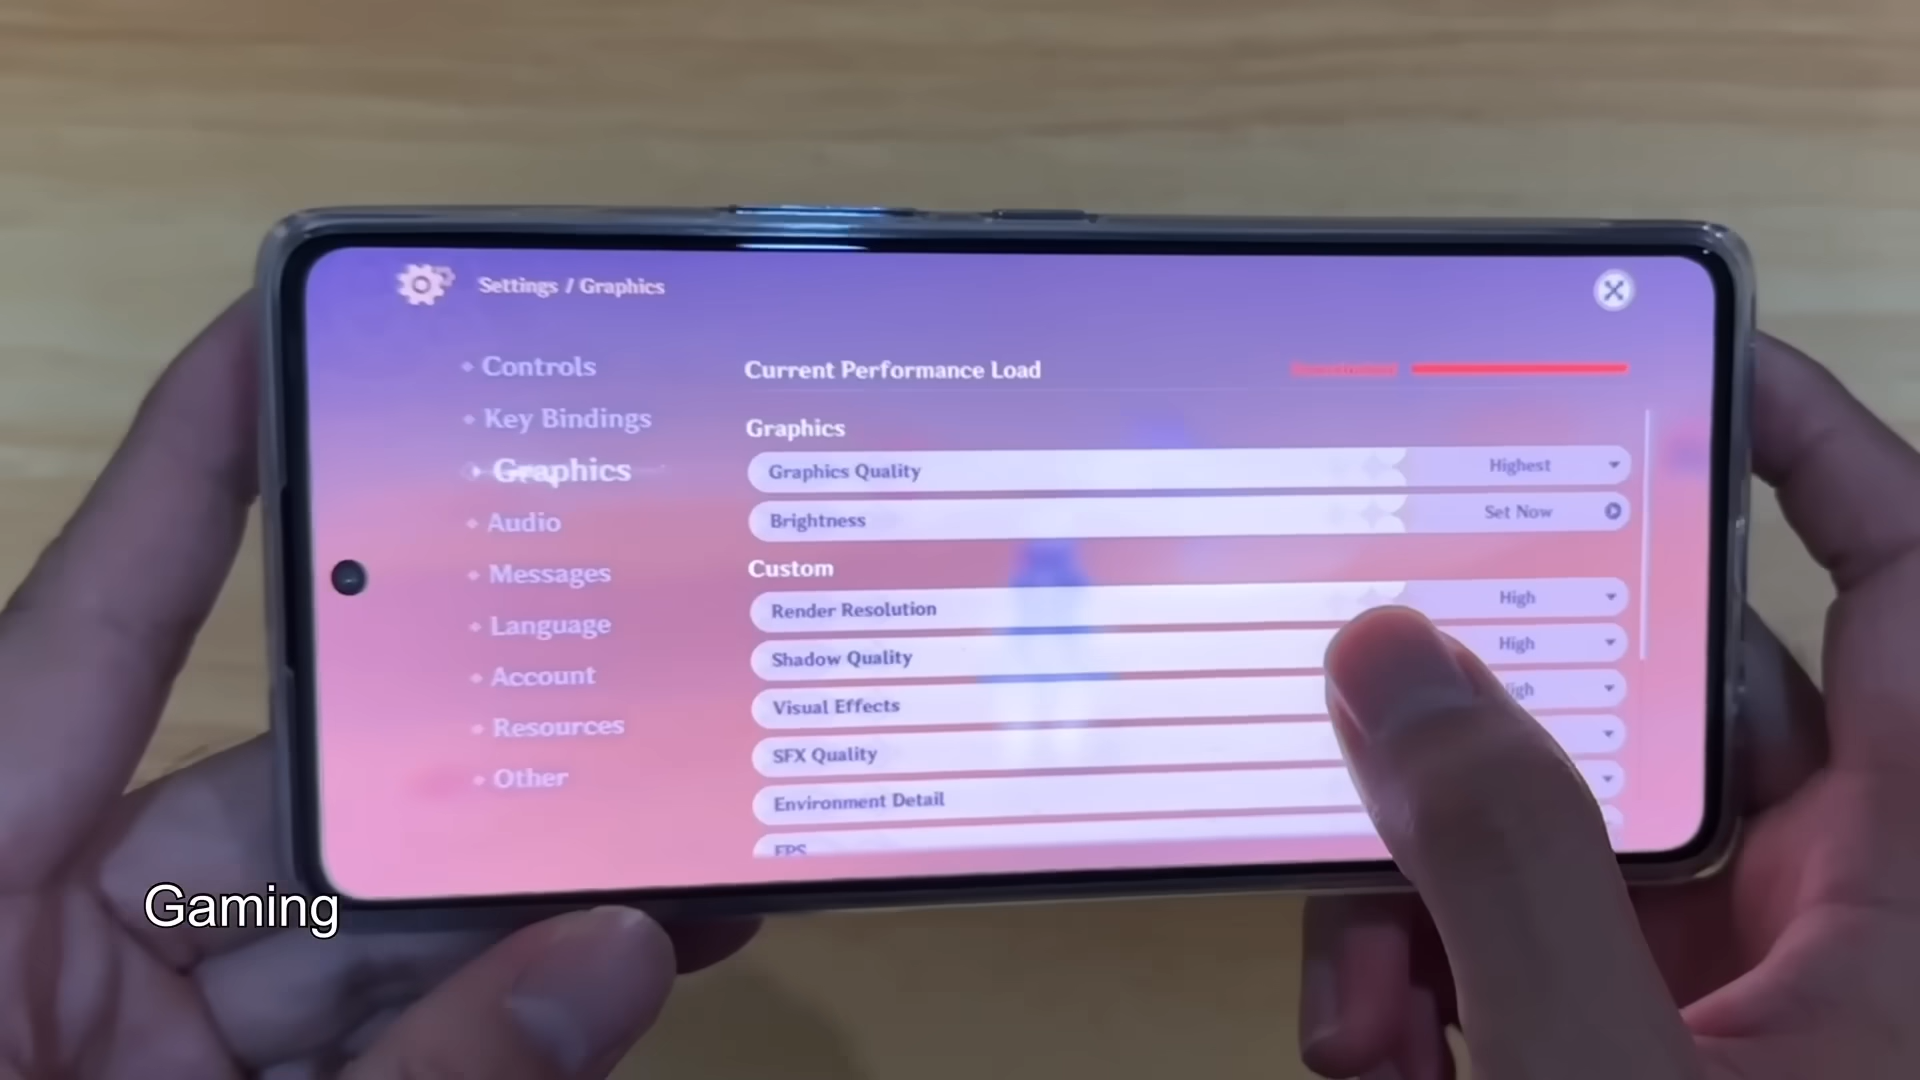 Settings / Graphics
Controls
Key Bindings
Graphics
Audio
Messages
Language
Account
Resources
Other
Current Performance Load
Graphics
Graphics Quality Highest
Brightness Set Now
Custom
Render Resolution High
Shadow Quality High
Visual Effects
SFX Quality
Environment Detail
FPS
Gaming